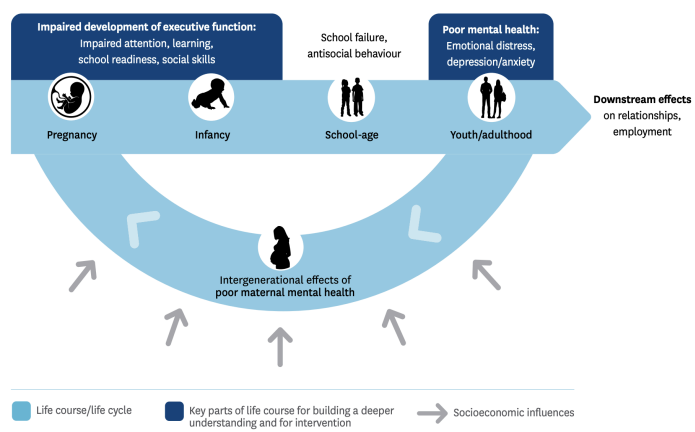 Impaired development of executive function:
Impaired attention, learning,
school readiness, social skills
School failure,
antisocial behaviour
Poor mental health:
Emotional distress,
depression/anxiety
Pregnancy
Infancy
School-age
Youth/adulthood
Downstream effects
on relationships,
employment
Intergenerational effects of
poor maternal mental health
Life course/life cycle
Key parts of life course for building a deeper
understanding and for intervention
Socioeconomic influences